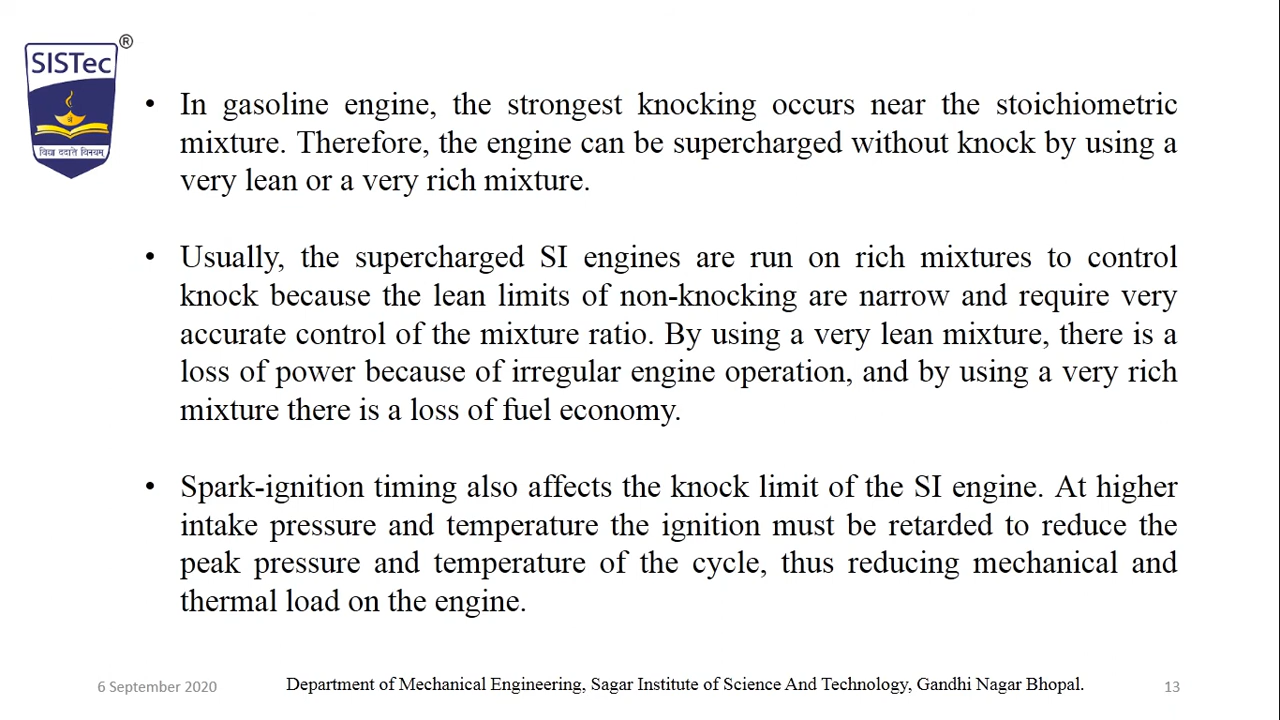 ®
SISTec
विद्या ददाति विनयम्
• In gasoline engine, the strongest knocking occurs near the stoichiometric
mixture. Therefore, the engine can be supercharged without knock by using a
very lean or a very rich mixture.
• Usually, the supercharged SI engines are run on rich mixtures to control
knock because the lean limits of non-knocking are narrow and require very
accurate control of the mixture ratio. By using a very lean mixture, there is a
loss of power because of irregular engine operation, and by using a very rich
mixture there is a loss of fuel economy.
• Spark-ignition timing also affects the knock limit of the SI engine. At higher
intake pressure and temperature the ignition must be retarded to reduce the
peak pressure and temperature of the cycle, thus reducing mechanical and
thermal load on the engine.
6 September 2020
Department of Mechanical Engineering, Sagar Institute of Science And Technology, Gandhi Nagar Bhopal.
13